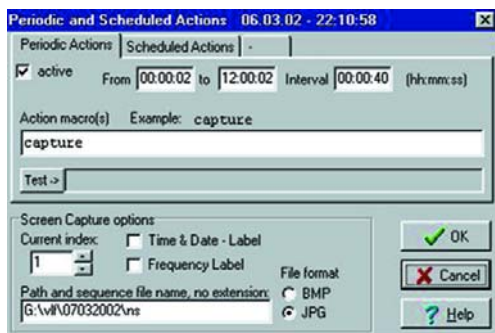 Periodic and Scheduled Actions 06.03.02 - 22:10:58
Periodic Actions Scheduled Actions -
active From 00:00:02 to 12:00:02 Interval 00:00:40 (hh:mm:ss)
Action macro(s) Example: capture
capture
Test ->
Screen Capture options
Current index:
1
Time & Date - Label
Frequency Label
Path and sequence file name, no extension:
G:\vlf\07032002\ns
File format
BMP
JPG
OK
Cancel
Help